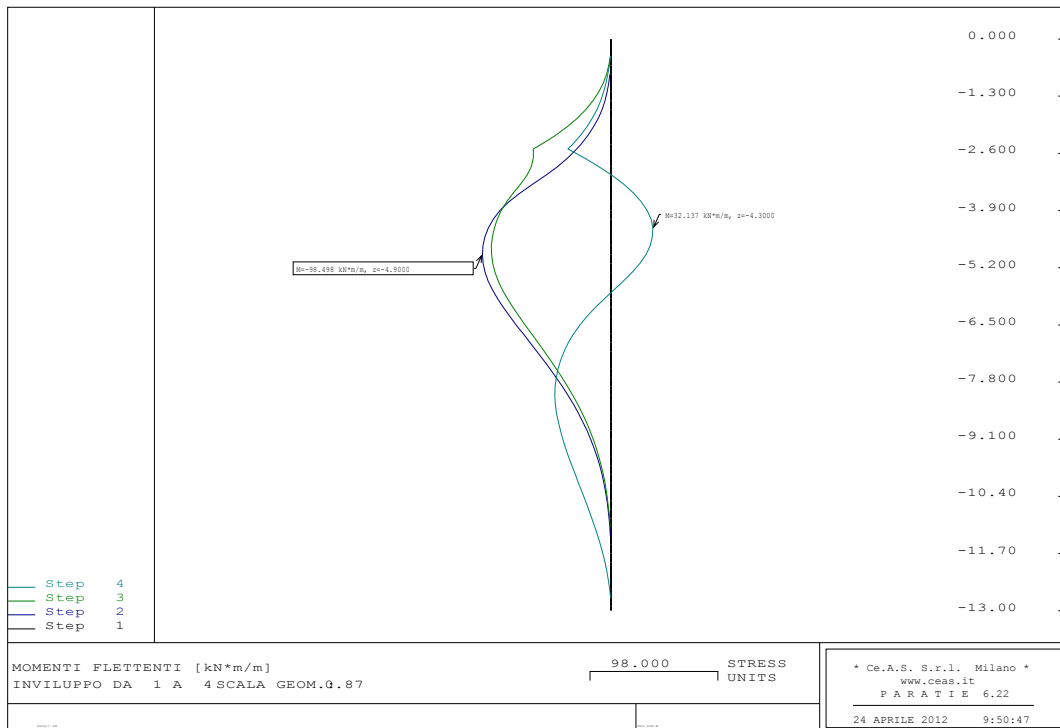 0.000
-1.300
-2.600
-3.900
-5.200
-6.500
-7.800
-9.100
-10.40
-11.70
-13.00
M=32.137 kN*m/m, z=-4.3000
M=-98.498 kN*m/m, z=-4.9000
Step 4
Step 3
Step 2
Step 1
MOMENTI FLETTENTI [kN*m/m]
INVILUPPO DA 1 A 4 SCALA GEOM. 0.87
98.000
STRESS
UNITS
* Ce.A.S. S.r.l. Milano *
www.ceas.it
P A R A T I E 6.22
24 APRILE 2012 9:50:47